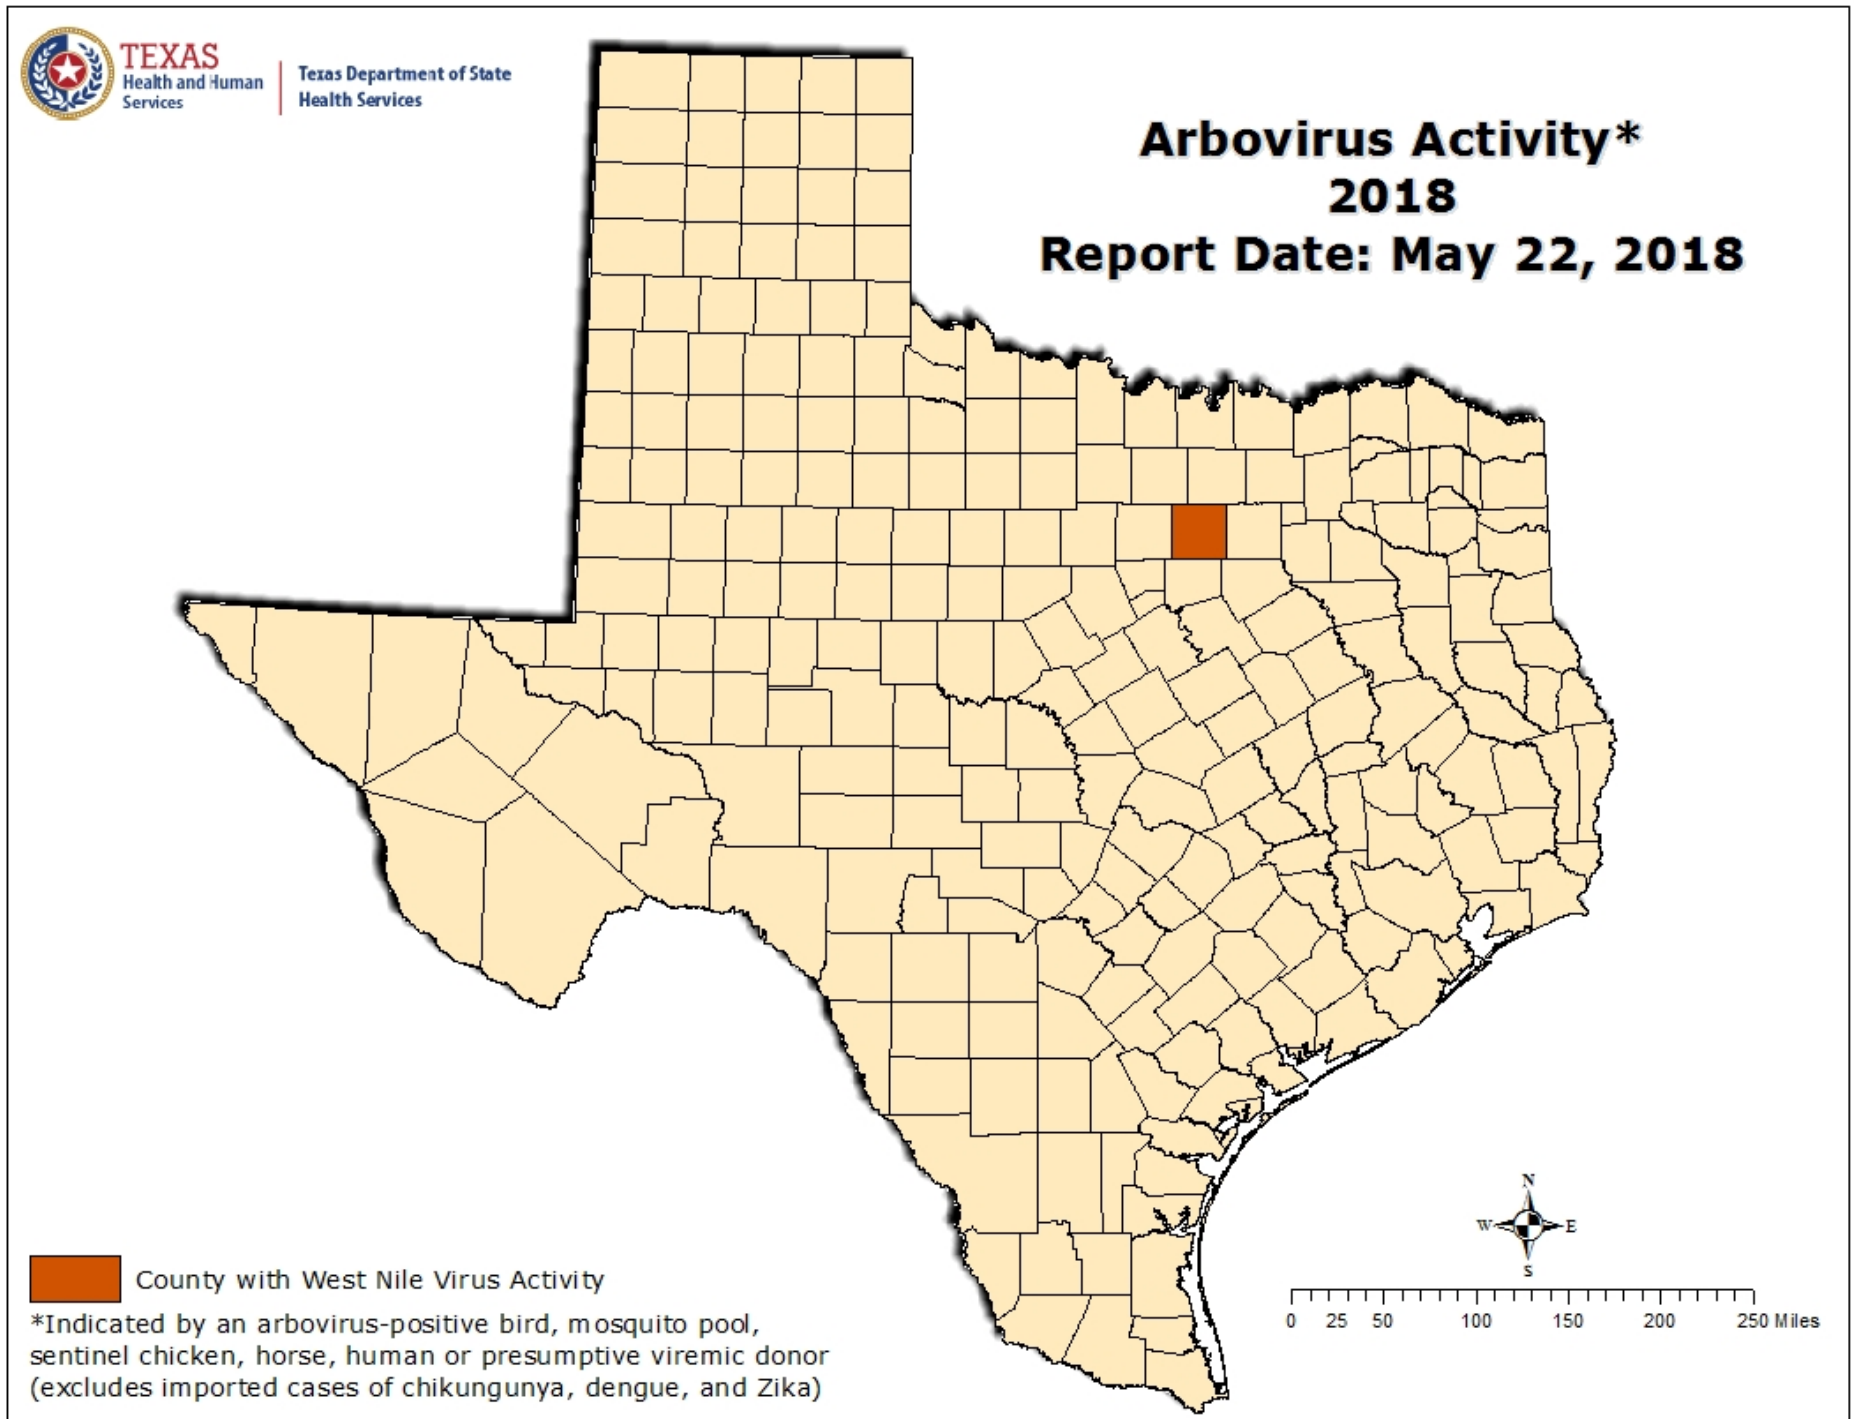 TEXAS
Health and Human
Services
Texas Department of State
Health Services
Arbovirus Activity*
2018
Report Date: May 22, 2018
N
W E
S
0 25 50 100 150 200 250 Miles
County with West Nile Virus Activity
*Indicated by an arbovirus-positive bird, mosquito pool,
sentinel chicken, horse, human or presumptive viremic donor
(excludes imported cases of chikungunya, dengue, and Zika)